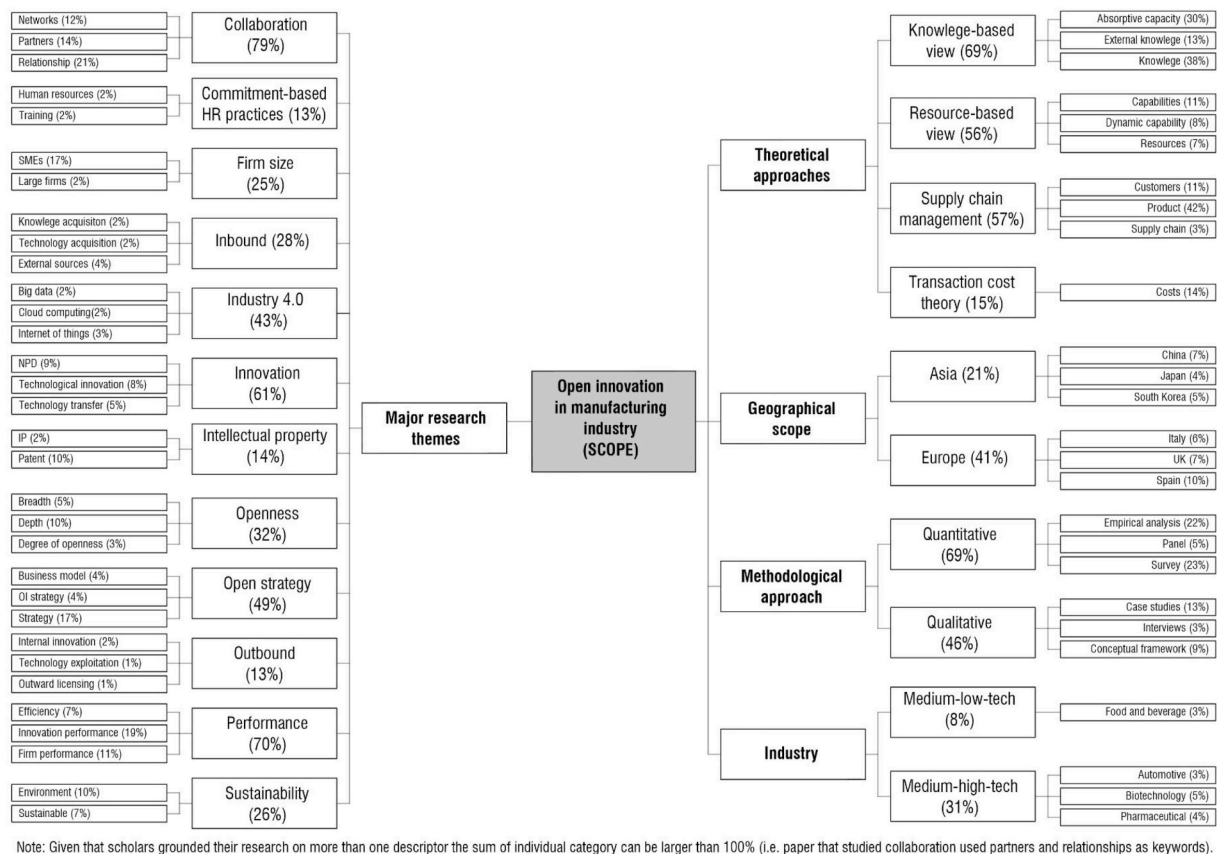 Networks (12%)
Partners (14%)
Relationship (21%)
Collaboration
(79%)
Human resources (2%)
Training (2%)
Commitment-based
HR practices (13%)
SMEs (17%)
Large firms (2%)
Firm size
(25%)
Knowlege acquisiton (2%)
Technology acquisition (2%)
External sources (4%)
Inbound (28%)
Big data (2%)
Cloud computing(2%)
Internet of things (3%)
Industry 4.0
(43%)
NPD (9%)
Technological innovation (8%)
Technology transfer (5%)
Innovation
(61%)
IP (2%)
Patent (10%)
Intellectual property
(14%)
Breadth (5%)
Depth (10%)
Degree of openness (3%)
Openness
(32%)
Business model (4%)
OI strategy (4%)
Strategy (17%)
Open strategy
(49%)
Internal innovation (2%)
Technology exploitation (1%)
Outward licensing (1%)
Outbound
(13%)
Efficiency (7%)
Innovation performance (19%)
Firm performance (11%)
Performance
(70%)
Environment (10%)
Sustainable (7%)
Sustainability
(26%)
Major research
themes
Open innovation
in manufacturing
industry
(SCOPE)
Theoretical
approaches
Knowlege-based
view (69%)
Absorptive capacity (30%)
External knowlege (13%)
Knowlege (38%)
Resource-based
view (56%)
Capabilities (11%)
Dynamic capability (8%)
Resources (7%)
Supply chain
management (57%)
Customers (11%)
Product (42%)
Supply chain (3%)
Transaction cost
theory (15%)
Costs (14%)
Geographical
scope
Asia (21%)
China (7%)
Japan (4%)
South Korea (5%)
Europe (41%)
Italy (6%)
UK (7%)
Spain (10%)
Methodological
approach
Quantitative
(69%)
Empirical analysis (22%)
Panel (5%)
Survey (23%)
Qualitative
(46%)
Case studies (13%)
Interviews (3%)
Conceptual framework (9%)
Industry
Medium-low-tech
(8%)
Food and beverage (3%)
Medium-high-tech
(31%)
Automotive (3%)
Biotechnology (5%)
Pharmaceutical (4%)
Note: Given that scholars grounded their research on more than one descriptor the sum of individual category can be larger than 100% (i.e. paper that studied collaboration used partners and relationships as keywords).